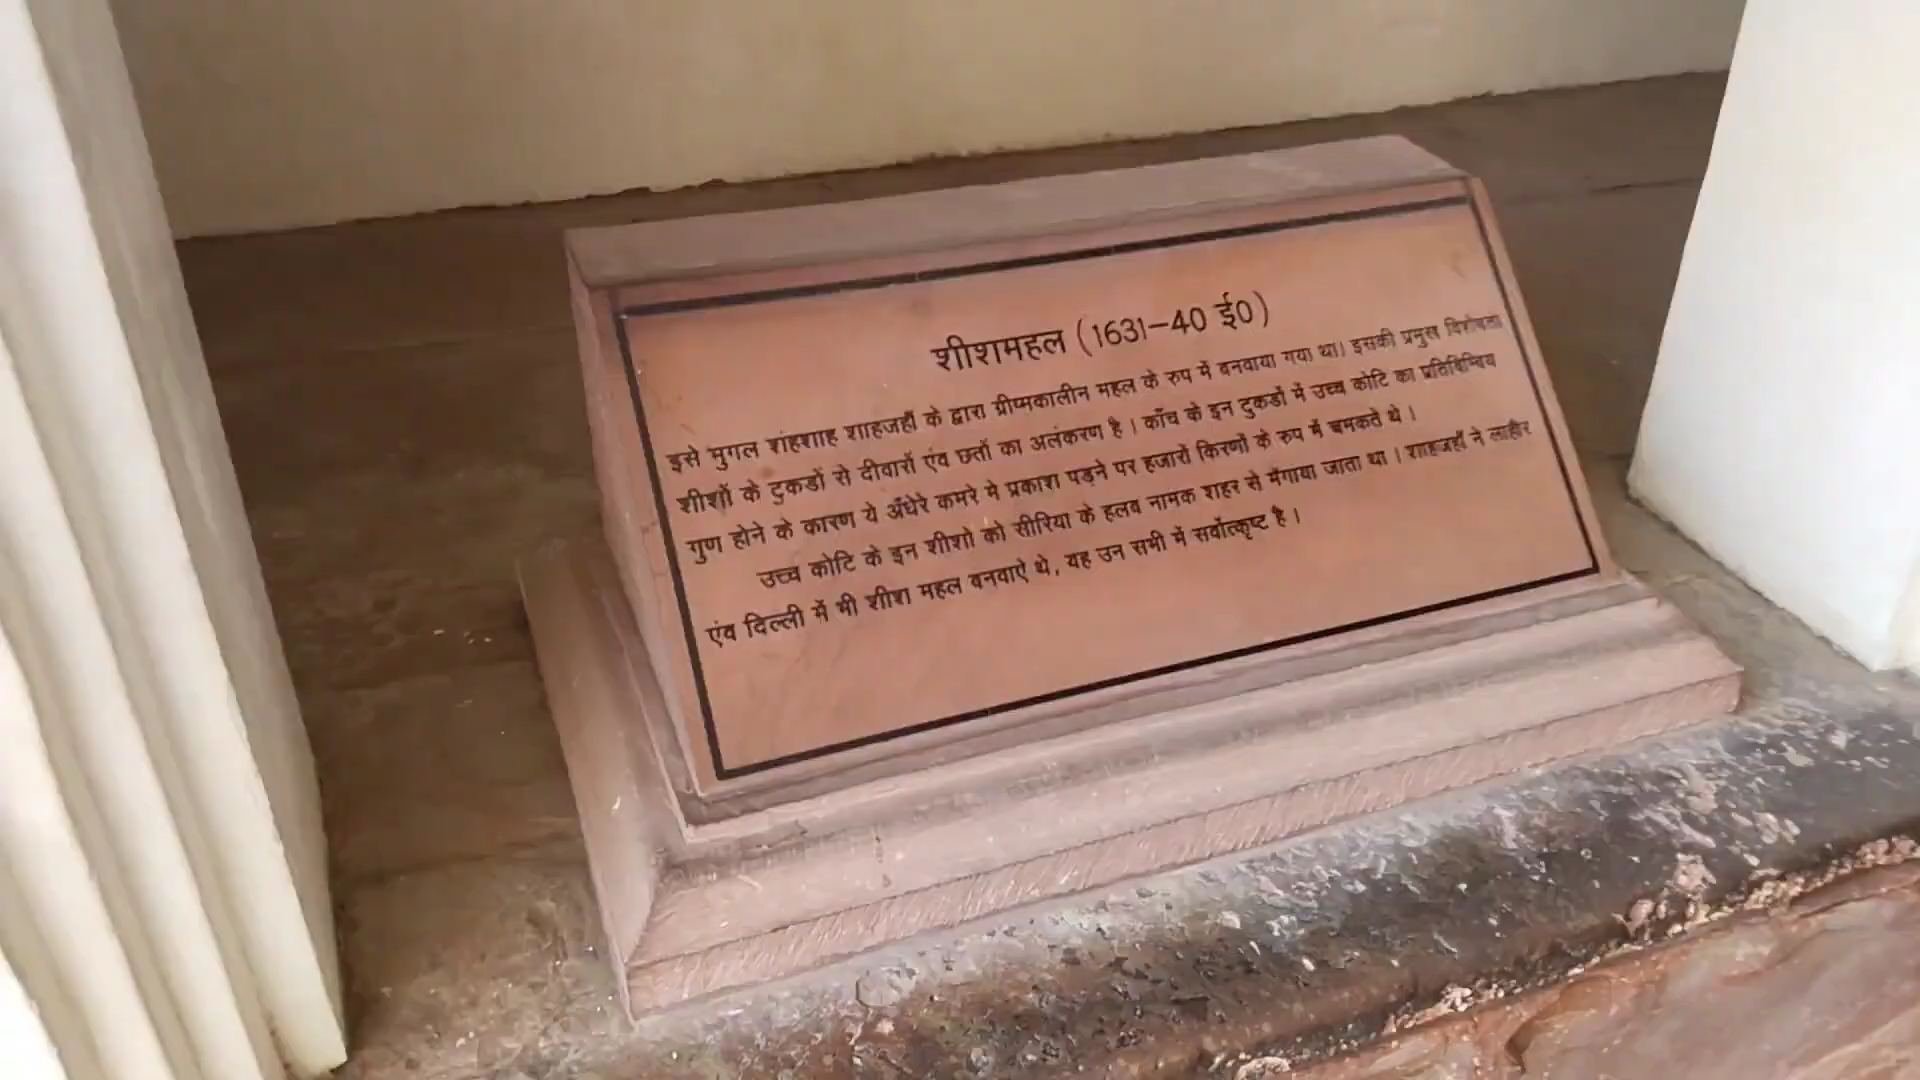 शीशमहल (1631–40 ई0)
इसे मुगल शंहशाह शाहजहाँ के द्वारा ग्रीष्मकालीन महल के रुप में बनवाया गया था। इसकी प्रमुख विशेषता
शीशों के टुकडों से दीवारों एंव छतों का अलंकरण है। काँच के इन टुकडों में उच्च कोटि का प्रतिबिम्बिय
गुण होने के कारण ये अँधेरे कमरे मे प्रकाश पड़ने पर हजारों किरणों के रुप में चमकते थे।
उच्च कोटि के इन शीशो को सीरिया के हलब नामक शहर से मँगाया जाता था। शाहजहाँ ने लाहौर
एंव दिल्ली में भी शीश महल बनवाऐ थे, यह उन सभी में सर्वोत्कृष्ट है।